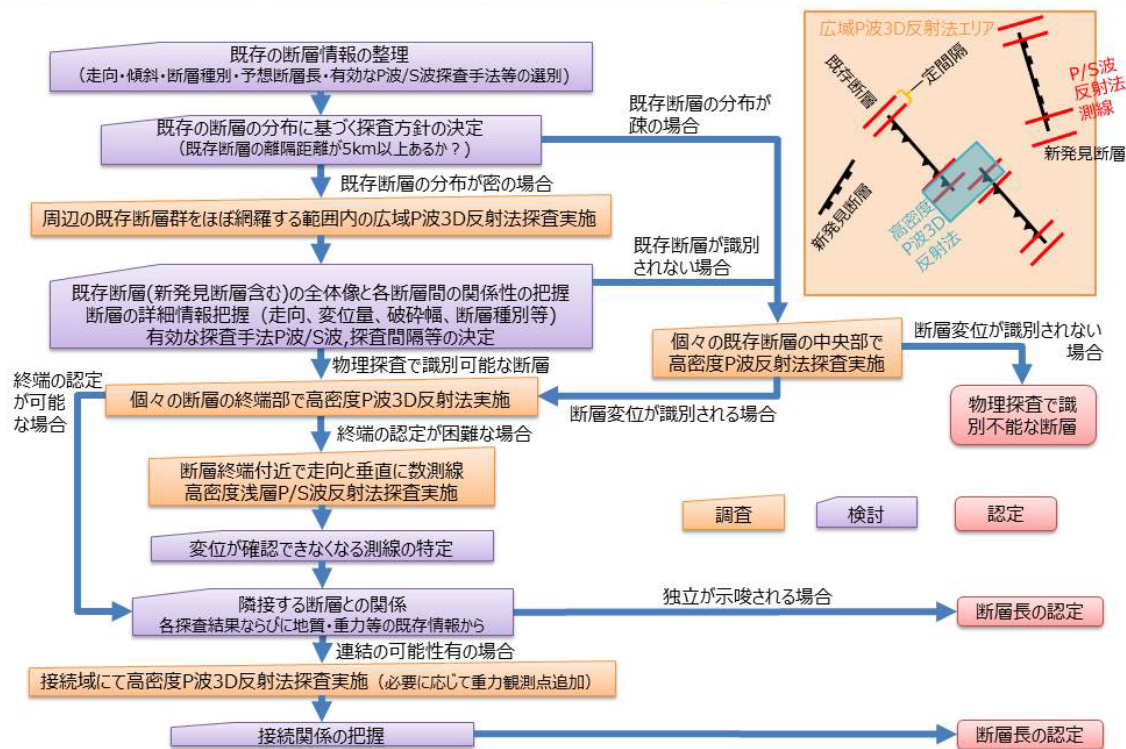 既存の断層情報の整理
（走向・傾斜・断層種別・予想断層長・有効なP波/S波探査手法等の選別）
既存の断層の分布に基づく探査方針の決定
（既存断層の離隔距離が5km以上あるか？）
既存断層の分布が
疎の場合
既存断層の分布が密の場合
周辺の既存断層群をほぼ網羅する範囲内の広域P波3D反射法探査実施
既存断層が識別
されない場合
既存断層(新発見断層含む)の全体像と各断層間の関係性の把握
断層の詳細情報把握（走向、変位量、破砕幅、断層種別等）
有効な探査手法P波/S波,探査間隔等の決定
個々の既存断層の中央部で
高密度P波反射法探査実施
断層変位が識別されない
場合
物理探査で識別可能な断層
終端の認定
が可能
な場合
個々の断層の終端部で高密度P波3D反射法実施
断層変位が識別される場合
物理探査で識
別不能な断層
終端の認定が困難な場合
断層終端付近で走向と垂直に数測線
高密度浅層P/S波反射法探査実施
調査
検討
認定
変位が確認できなくなる測線の特定
隣接する断層との関係
各探査結果ならびに地質・重力等の既存情報から
独立が示唆される場合
断層長の認定
連結の可能性有の場合
接続域にて高密度P波3D反射法探査実施（必要に応じて重力観測点追加）
接続関係の把握
断層長の認定
広域P波3D反射法エリア
既存断層
一定間隔
P/S波
反射法
測線
新発見断層
新発見断層
高密度
P波3D
反射法